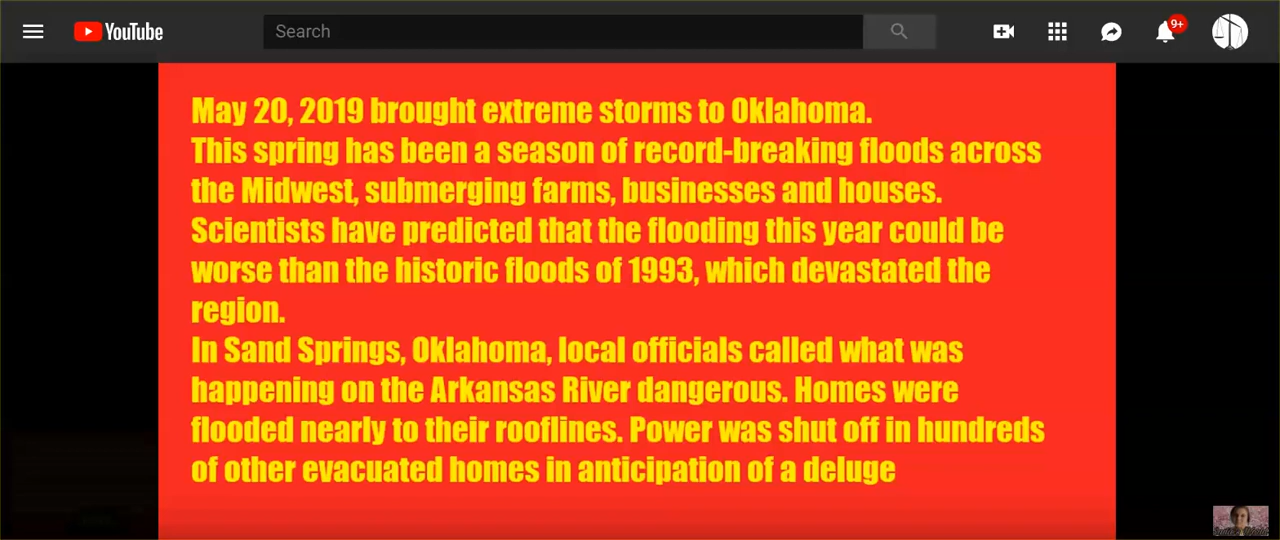 YouTube
Search
9+
May 20, 2019 brought extreme storms to Oklahoma.
This spring has been a season of record-breaking floods across
the Midwest, submerging farms, businesses and houses.
Scientists have predicted that the flooding this year could be
worse than the historic floods of 1993, which devastated the
region.
In Sand Springs, Oklahoma, local officials called what was
happening on the Arkansas River dangerous. Homes were
flooded nearly to their rooflines. Power was shut off in hundreds
of other evacuated homes in anticipation of a deluge